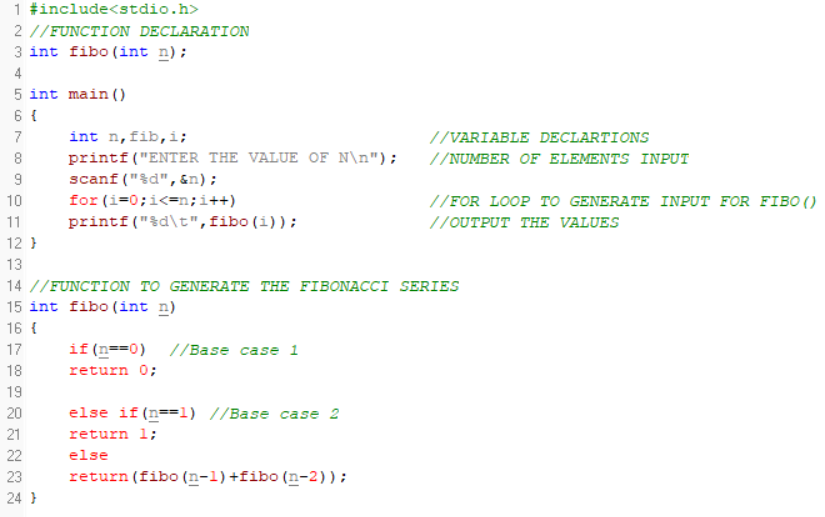 1 #include<stdio.h>
2 //FUNCTION DECLARATION
3 int fibo(int n);
4
5 int main()
6 {
7 int n,fib,i; //VARIABLE DECLARTIONS
8 printf("ENTER THE VALUE OF N\n"); //NUMBER OF ELEMENTS INPUT
9 scanf("%d",&n);
10 for(i=0;i<=n;i++) //FOR LOOP TO GENERATE INPUT FOR FIBO()
11 printf("%d\t",fibo(i)); //OUTPUT THE VALUES
12 }
13
14 //FUNCTION TO GENERATE THE FIBONACCI SERIES
15 int fibo(int n)
16 {
17 if(n==0) //Base case 1
18 return 0;
19
20 else if(n==1) //Base case 2
21 return 1;
22 else
23 return(fibo(n-1)+fibo(n-2));
24 }